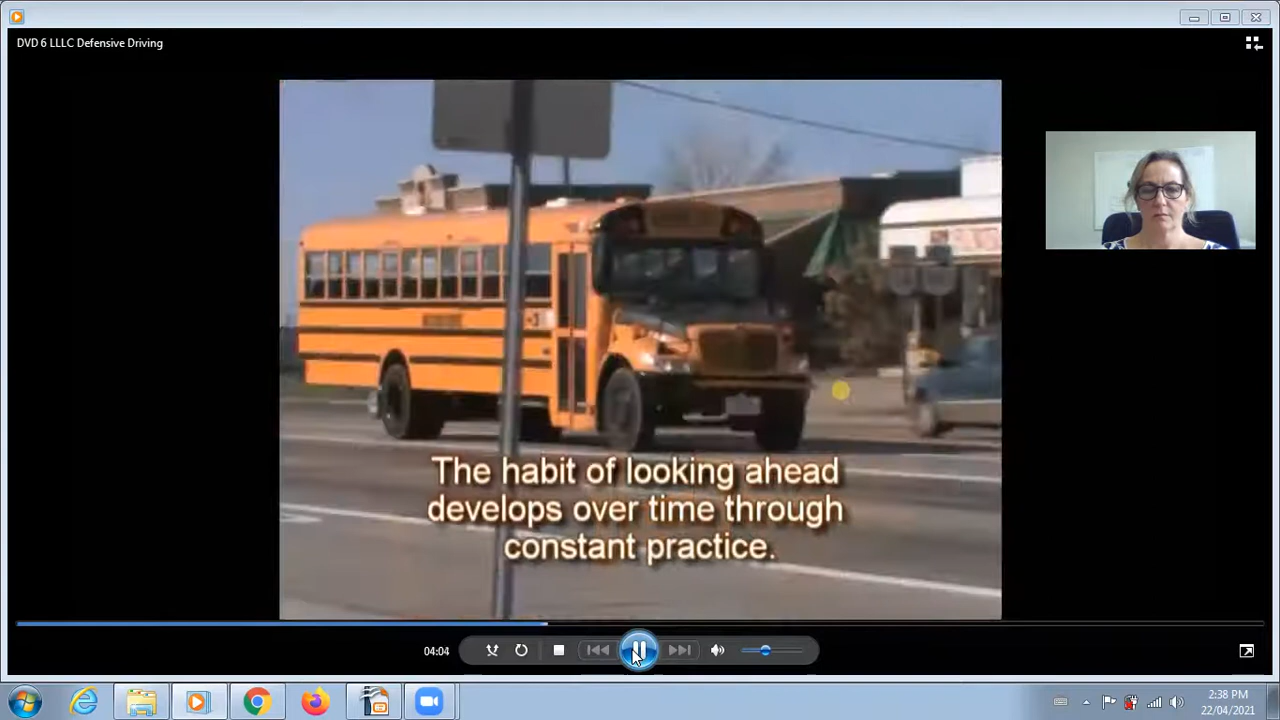 DVD 6 LLLC Defensive Driving
The habit of looking ahead
develops over time through
constant practice.
04:04
2:38 PM
22/04/2021